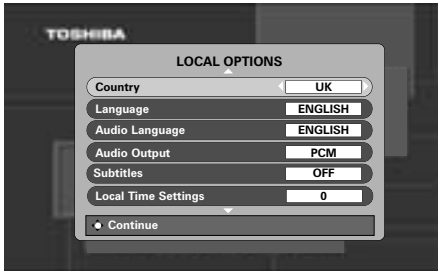 TOSHIBA
LOCAL OPTIONS
Country UK
Language ENGLISH
Audio Language ENGLISH
Audio Output PCM
Subtitles OFF
Local Time Settings 0
Continue